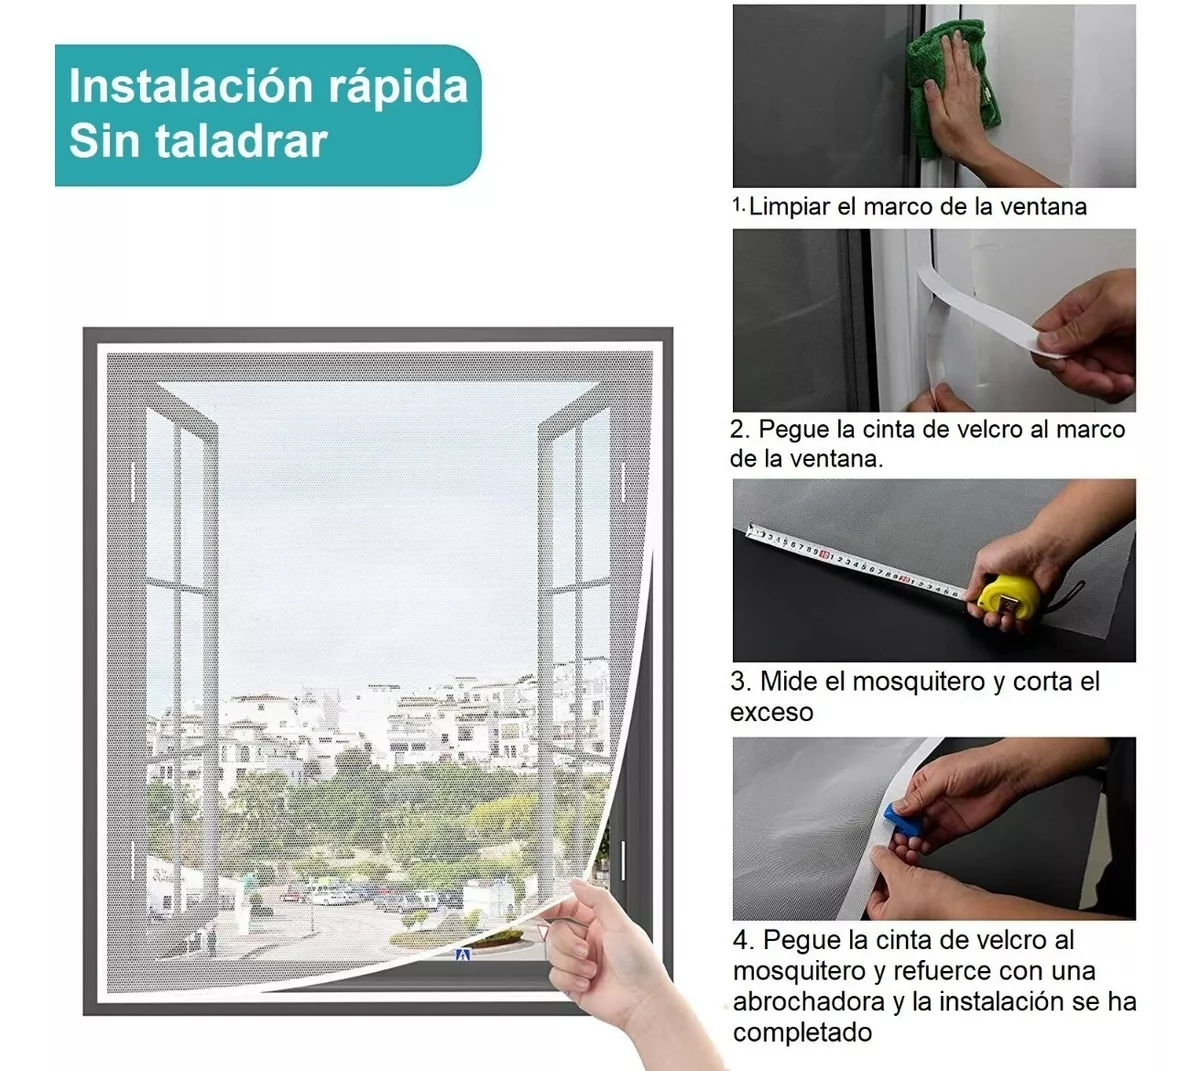 Instalación rápida
Sin taladrar
1.Limpiar el marco de la ventana
2. Pegue la cinta de velcro al marco
de la ventana.
3. Mide el mosquitero y corta el
exceso
4. Pegue la cinta de velcro al
mosquitero y refuerce con una
abrochadora y la instalación se ha
completado